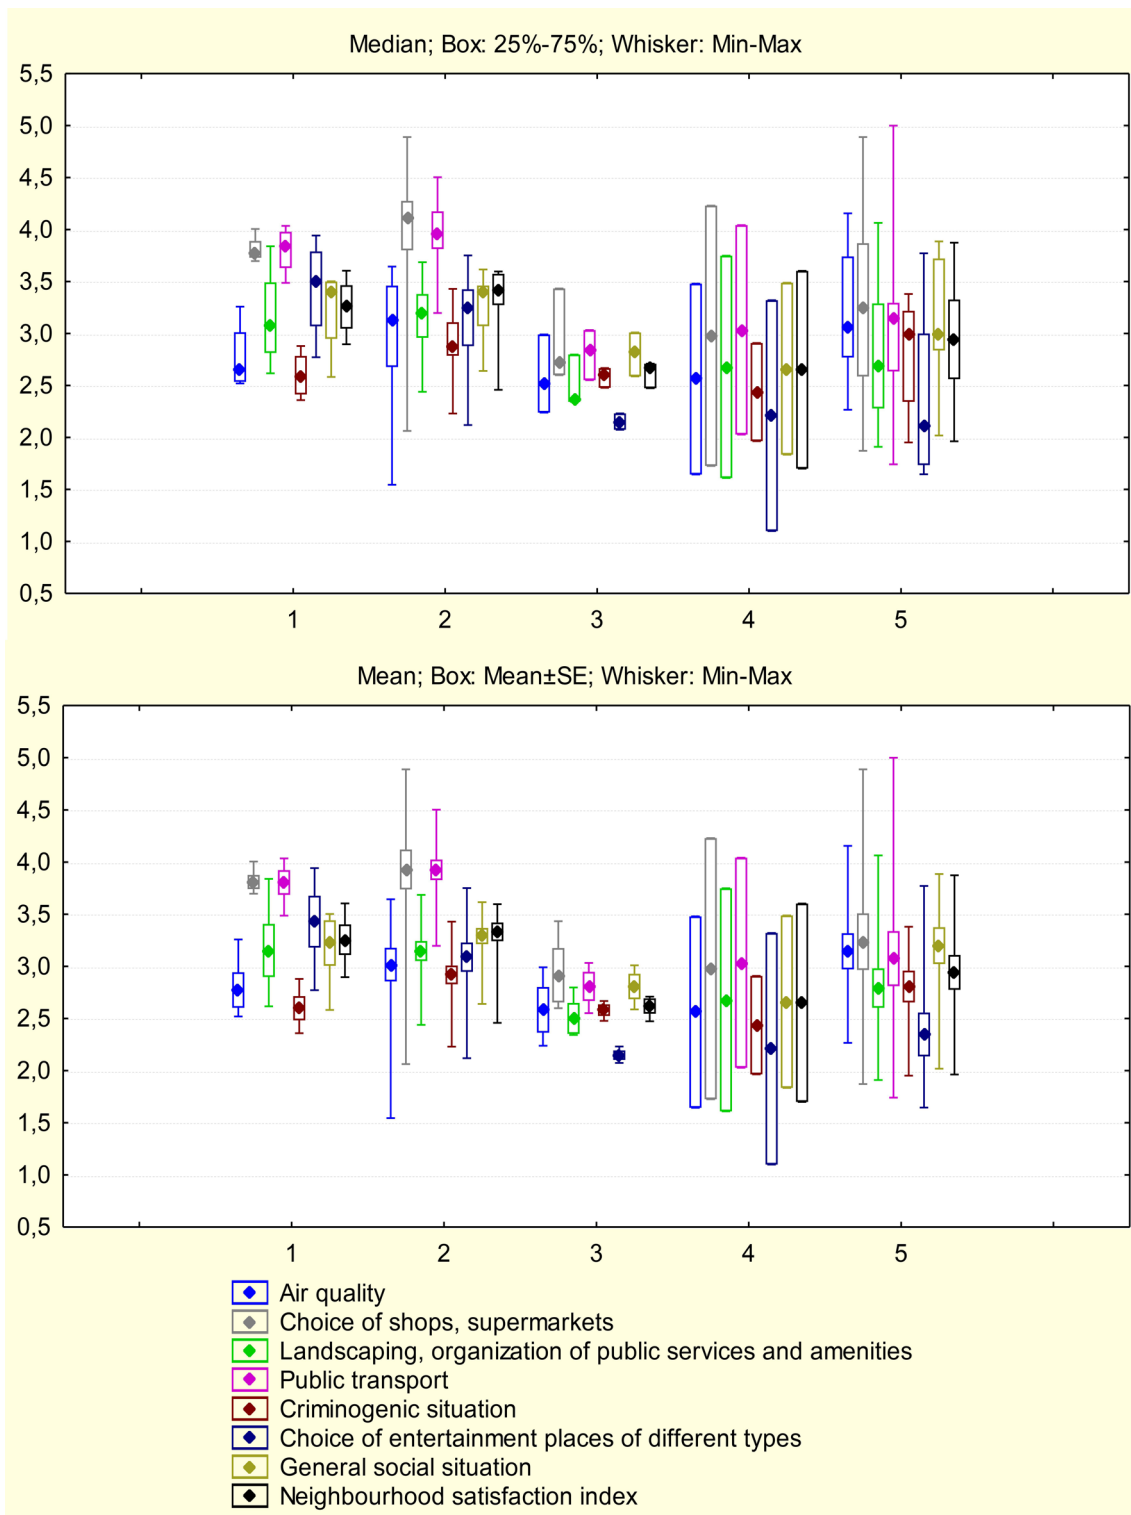 Median; Box: 25%-75%; Whisker: Min-Max
5,5
5,0
4,5
4,0
3,5
3,0
2,5
2,0
1,5
1,0
0,5
1 2 3 4 5
Mean; Box: Mean±SE; Whisker: Min-Max
5,5
5,0
4,5
4,0
3,5
3,0
2,5
2,0
1,5
1,0
0,5
1 2 3 4 5
Air quality
Choice of shops, supermarkets
Landscaping, organization of public services and amenities
Public transport
Criminogenic situation
Choice of entertainment places of different types
General social situation
Neighbourhood satisfaction index